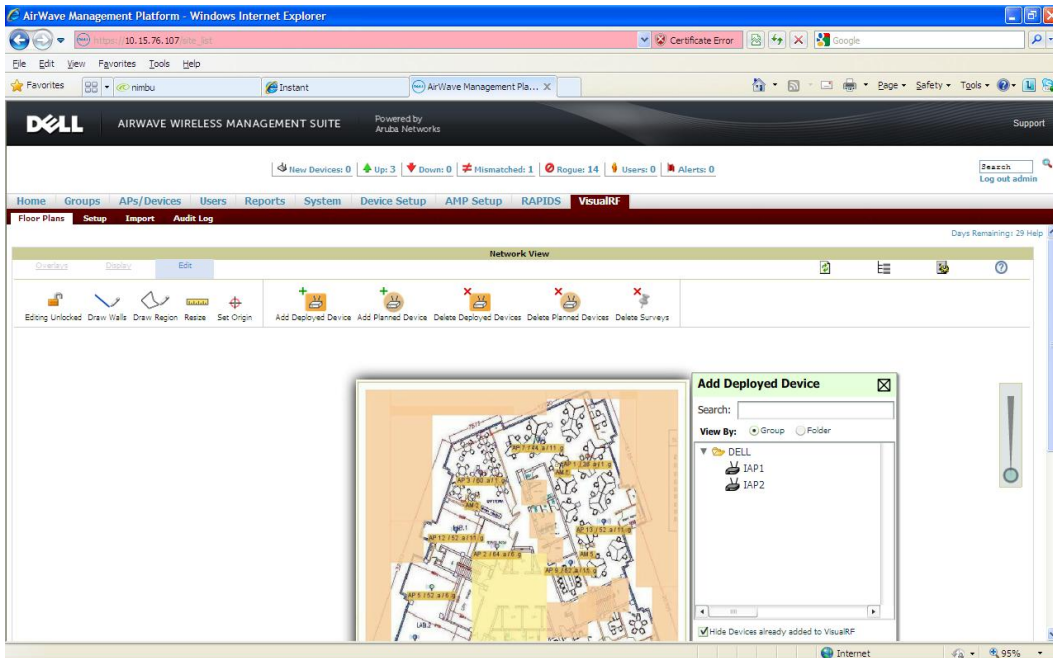 AirWave Management Platform - Windows Internet Explorer
https://10.15.76.107/site_list
Certificate Error
Google
File Edit View Favorites Tools Help
Favorites
nimbu
Instant
AirWave Management Pla... X
Page Safety Tools
DELL
AIRWAVE WIRELESS MANAGEMENT SUITE
Powered by
Aruba Networks
Support
New Devices: 0 Up: 3 Down: 0 Mismatched: 1 Rogue: 14 Users: 0 Alerts: 0
Search
Log out admin
Home Groups APs/Devices Users Reports System Device Setup AMP Setup RAPIDS VisualRF
Floor Plans Setup Import Audit Log
Days Remaining: 29 Help
Network View
Overlays Display Edit
Editing Unlocked Draw Walls Draw Region Resize Set Origin Add Deployed Device Add Planned Device Delete Deployed Devices Delete Planned Devices Delete Surveys
Add Deployed Device
Search:
View By: Group Folder
DELL
IAP1
IAP2
AM 5
LAB.1
LAB.2
Hide Devices already added to VisualRF
Internet
95%